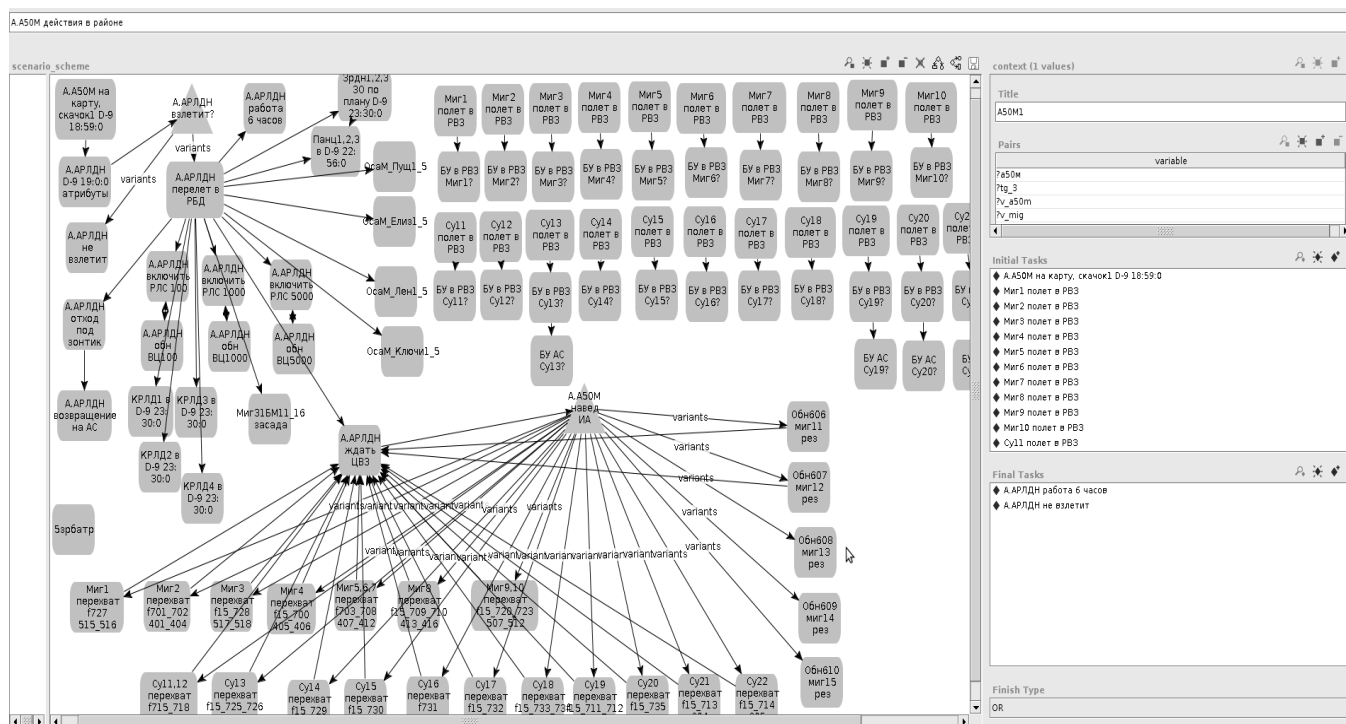 А.А50М действия в районе
scenario_scheme
А.А50М на
карту,
скачок1 D-9
18:59:0
А.АРЛДН
взлетит?
А.АРЛДН
работа
6 часов
Зрдн1,2,3
30 по
плану D-9
23:30:0
variants
А,АРЛДН
D-9 19:0:0
атрибуты
variants
А.АРЛДН
перелет в
РБД
Панц1,2,3
в D-9 22:
56:0
ОсаМ_Пущ1_5
А.АРЛДН
не
взлетит
ОсаМ_Елиз1_5
А.АРЛДН
включить
РЛС 100
А.АРЛДН
включить
РЛС 1000
А.АРЛДН
включить
РЛС 5000
ОсаМ_Лен1_5
А.АРЛДН
отход
под
зонтик
А.АРЛДН
обн
ВЦ100
А.АРЛДН
обн
ВЦ1000
А.АРЛДН
обн
ВЦ5000
ОсаМ_Ключи1_5
А.АРЛДН
возвращение
на АС
КРЛД1 в
D-9 23:
30:0
КРЛД3 в
D-9 23:
30:0
Миг31БМ11_16
засада
КРЛД2 в
D-9 23:
30:0
КРЛД4 в
D-9 23:
30:0
А.АРЛДН
ждать
ЦВЗ
5зрбатр
Миг1
полет в
РВЗ
Миг2
полет в
РВЗ
Миг3
полет в
РВЗ
Миг4
полет в
РВЗ
Миг5
полет в
РВЗ
Миг6
полет в
РВЗ
Миг7
полет в
РВЗ
Миг8
полет в
РВЗ
Миг9
полет в
РВЗ
Миг10
полет в
РВЗ
БУ в РВЗ
Миг1?
БУ в РВЗ
Миг2?
БУ в РВЗ
Миг3?
БУ в РВЗ
Миг4?
БУ в РВЗ
Миг5?
БУ в РВЗ
Миг6?
БУ в РВЗ
Миг7?
БУ в РВЗ
Миг8?
БУ в РВЗ
Миг9?
БУ в РВЗ
Миг10?
Су11
полет в
РВЗ
Су12
полет в
РВЗ
Су13
полет в
РВЗ
Су14
полет в
РВЗ
Су15
полет в
РВЗ
Су16
полет в
РВЗ
Су17
полет в
РВЗ
Су18
полет в
РВЗ
Су19
полет в
РВЗ
Су20
полет в
РВЗ
БУ в РВЗ
Су11?
БУ в РВЗ
Су12?
БУ в РВЗ
Су13?
БУ в РВЗ
Су14?
БУ в РВЗ
Су15?
БУ в РВЗ
Су16?
БУ в РВЗ
Су17?
БУ в РВЗ
Су18?
БУ в РВЗ
Су19?
БУ в РВЗ
Су20?
БУ АС
Су13?
БУ АС
Су19?
БУ АС
Су20?
А.А50М
навед
ИА
variants
variants
variants
variants
variants
variants
variants
variants
Обн606
миг11
рез
Обн607
миг12
рез
Обн608
миг13
рез
Обн609
миг14
рез
Обн610
миг15
рез
Миг1
перехват
f727
515_516
Миг2
перехват
f701_702
401_404
Миг3
перехват
f15_728
517_518
Миг4
перехват
f15_700
405_406
Миг5,6,7
перехват
f703_708
407_412
Миг8
перехват
f15_709_710
413_416
Миг9,10
перехват
f15_720_723
507_512
Су11,12
перехват
f715_718
Су13
перехват
f15_725_726
Су14
перехват
f15_729
Су15
перехват
f15_730
Су16
перехват
f731
Су17
перехват
f15_732
Су18
перехват
f15_733_734
Су19
перехват
f15_711_712
Су20
перехват
f15_735
Су21
перехват
f15_713
Су22
перехват
f15_714
context (1 values)
Title
А50М1
Pairs
variable
?а50м
?tg_3
?v_a50m
?v_mig
Initial Tasks
А.А50М на карту, скачок1 D-9 18:59:0
Миг1 полет в РВЗ
Миг2 полет в РВЗ
Миг3 полет в РВЗ
Миг4 полет в РВЗ
Миг5 полет в РВЗ
Миг6 полет в РВЗ
Миг7 полет в РВЗ
Миг8 полет в РВЗ
Миг9 полет в РВЗ
Миг10 полет в РВЗ
Су11 полет в РВЗ
Final Tasks
А.АРЛДН работа 6 часов
А.АРЛДН не взлетит
Finish Type
OR